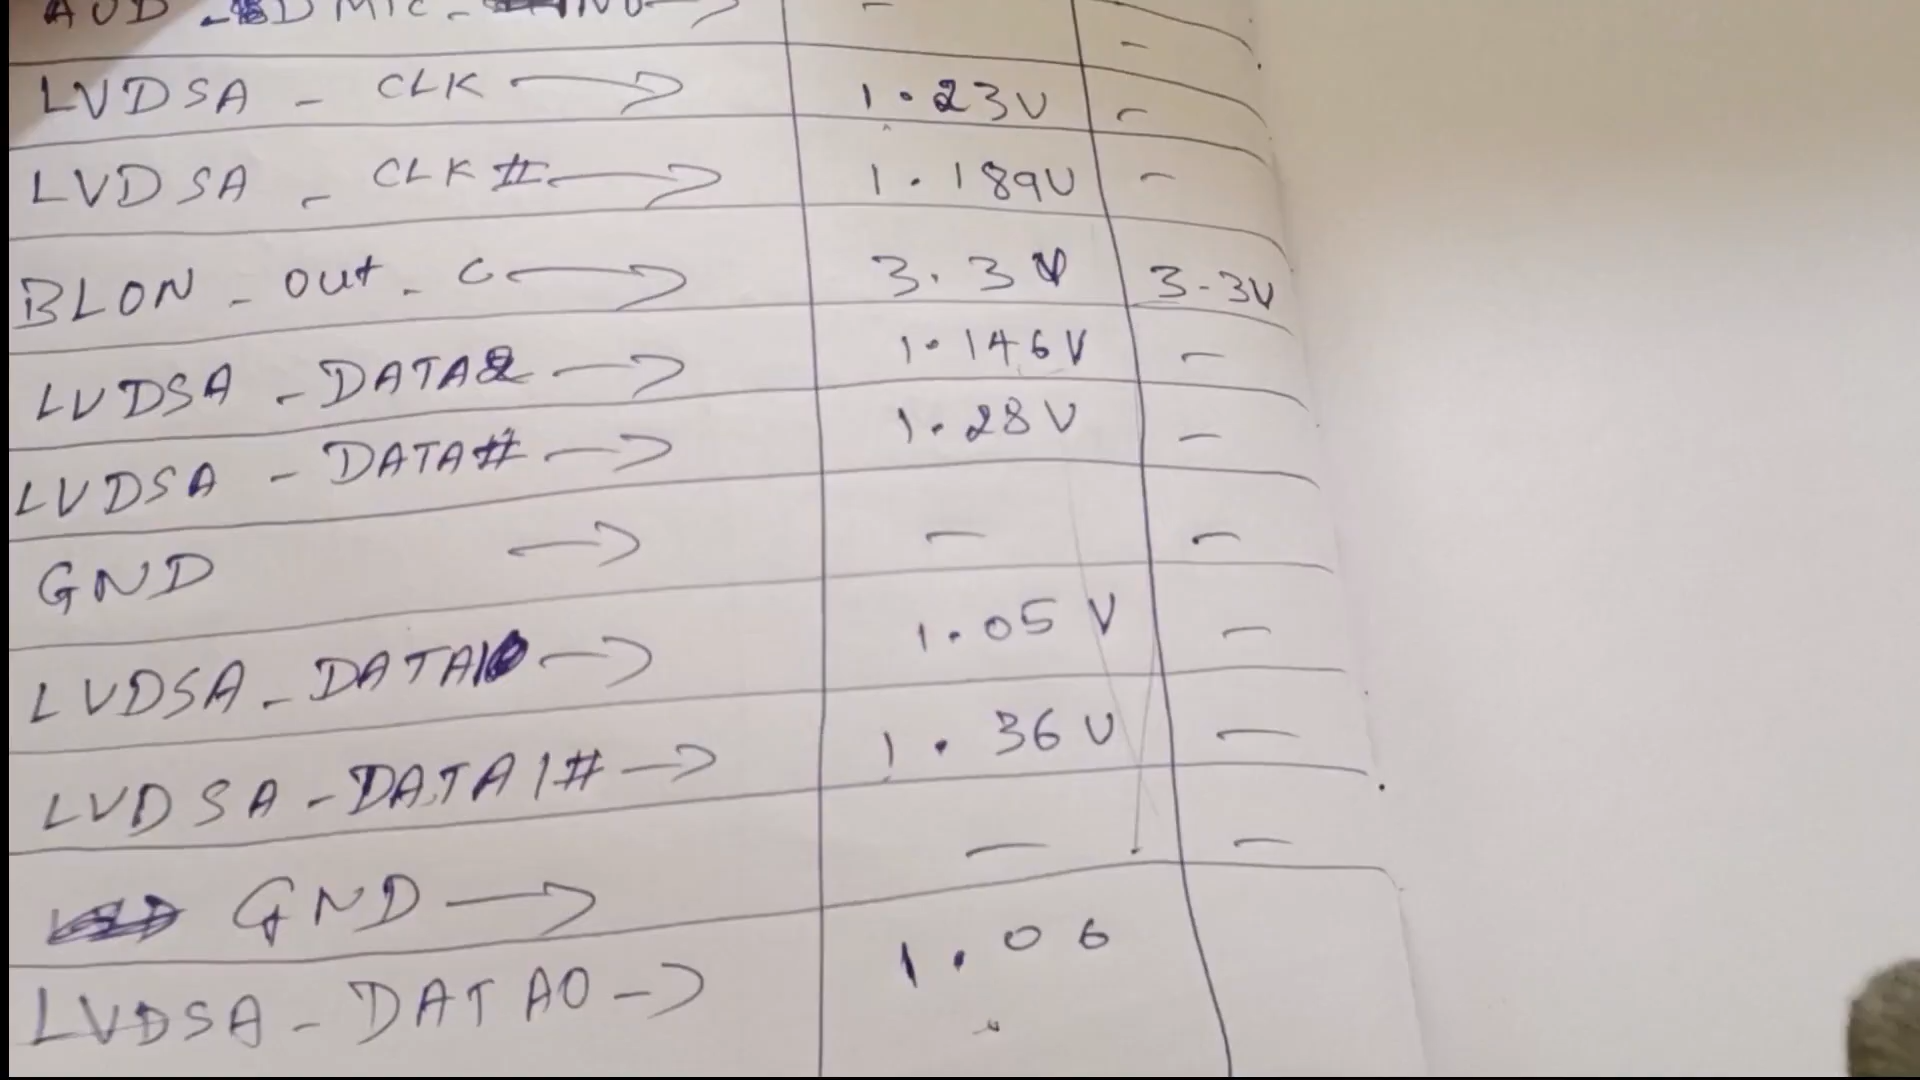 LVDSA - CLK → 1.23V -
LVDSA - CLK# → 1.189V -
BLON - out - C → 3.3V 3-3V
LVDSA - DATA2 → 1.146V -
LVDSA - DATA# → 1.28V -
GND → - -
LVDSA - DATA1 → 1.05V -
LVDSA - DATA1# → 1.36V -
GND → - -
LVDSA - DATA0 → 1.06